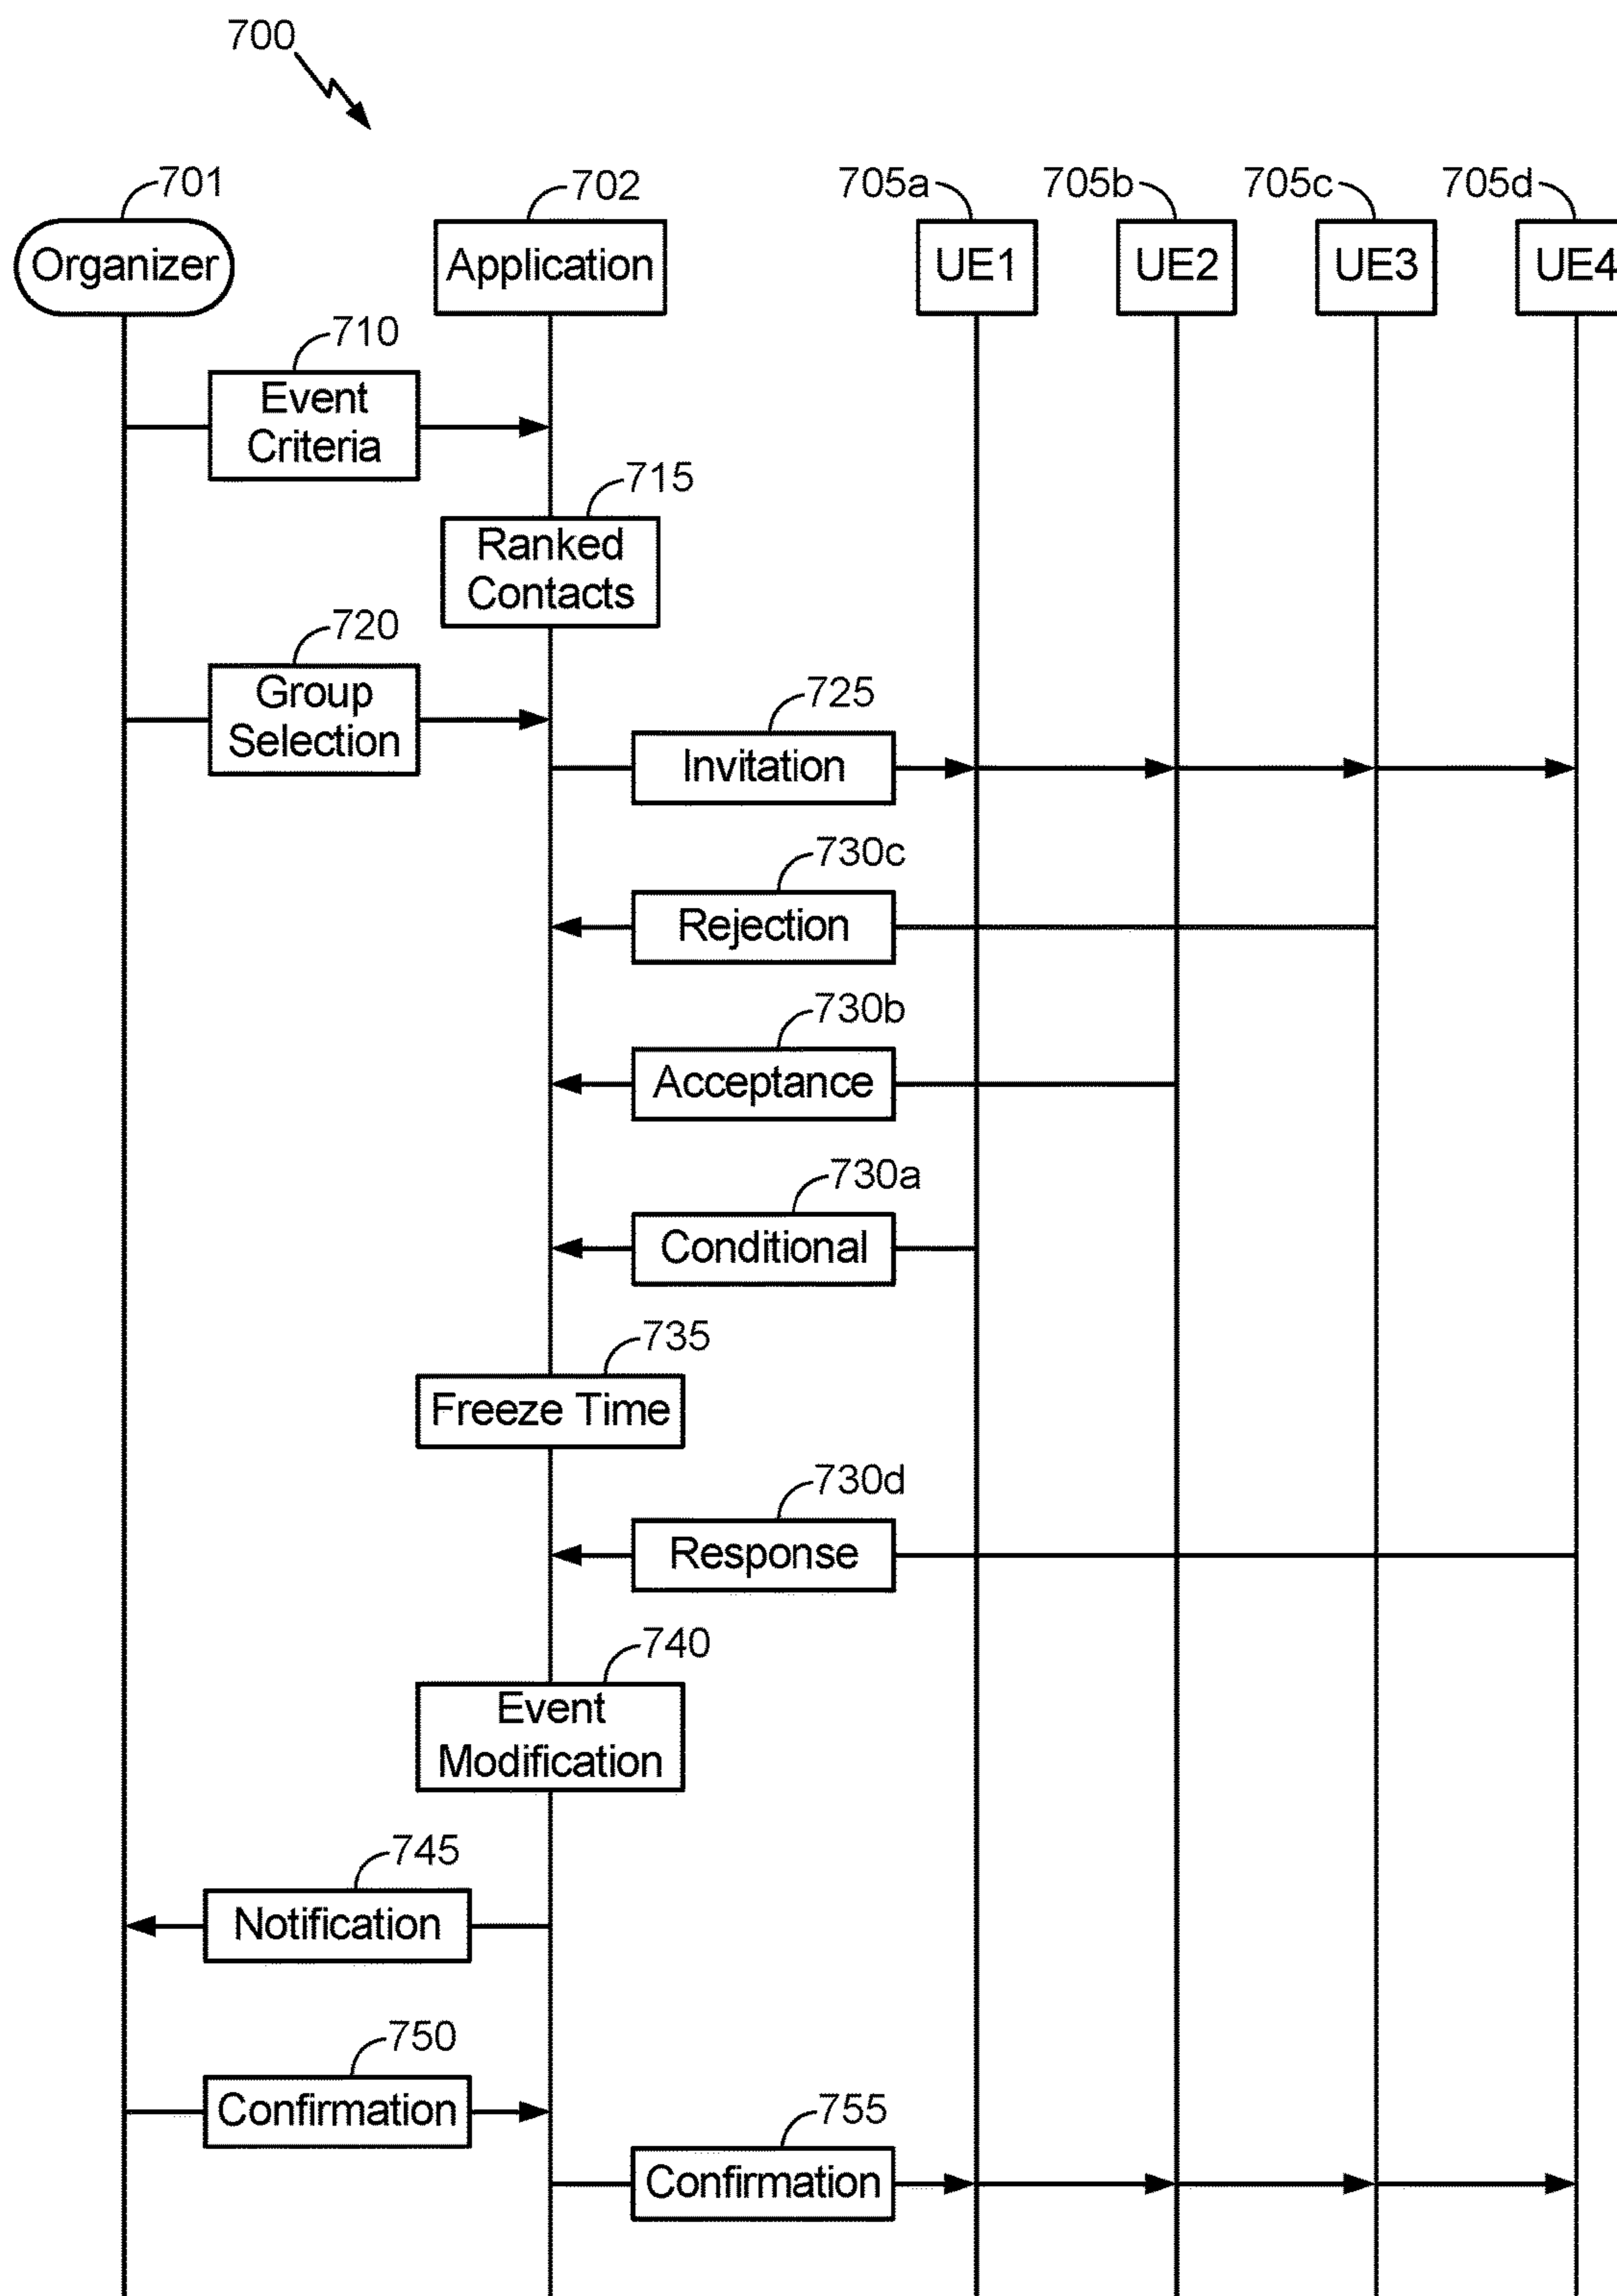 700
701
702
705a
705b
705c
705d
Organizer
Application
UE1
UE2
UE3
UE4
710
Event
Criteria
715
Ranked
Contacts
720
Group
Selection
725
Invitation
730c
Rejection
730b
Acceptance
730a
Conditional
735
Freeze Time
730d
Response
740
Event
Modification
745
Notification
750
Confirmation
755
Confirmation